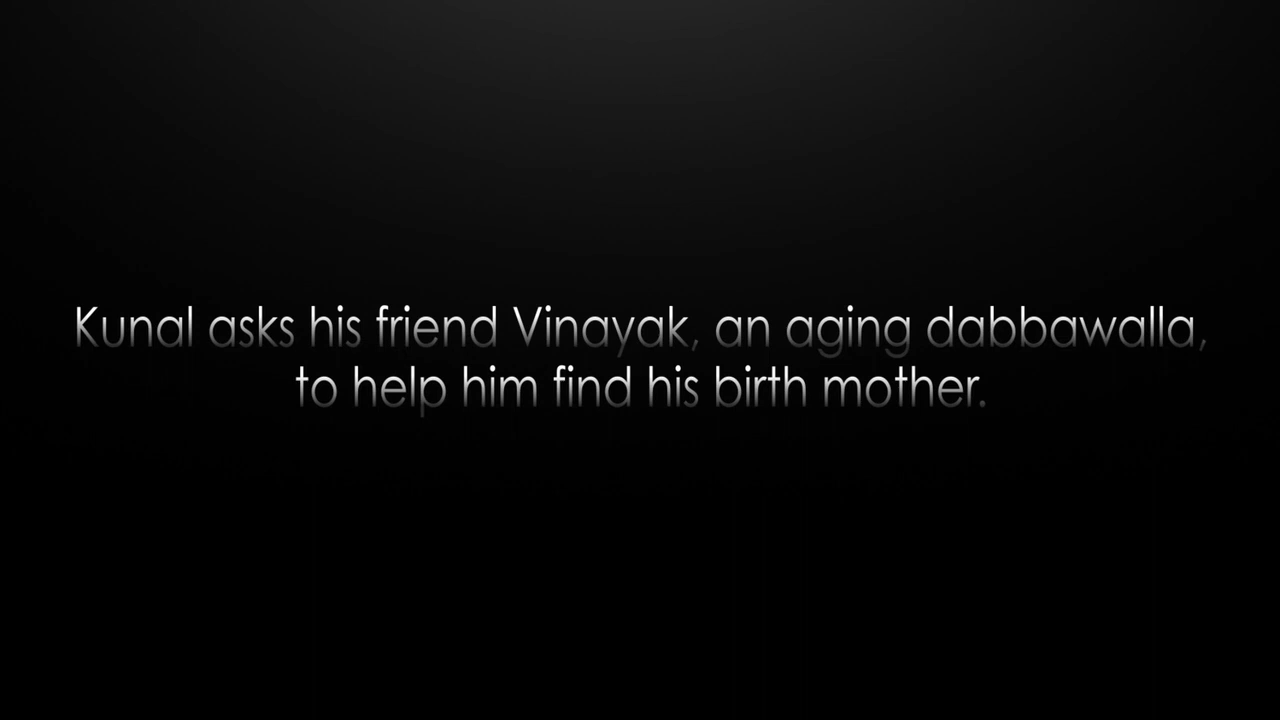 Kunal asks his friend Vinayak, an aging dabbawalla,
to help him find his birth mother.